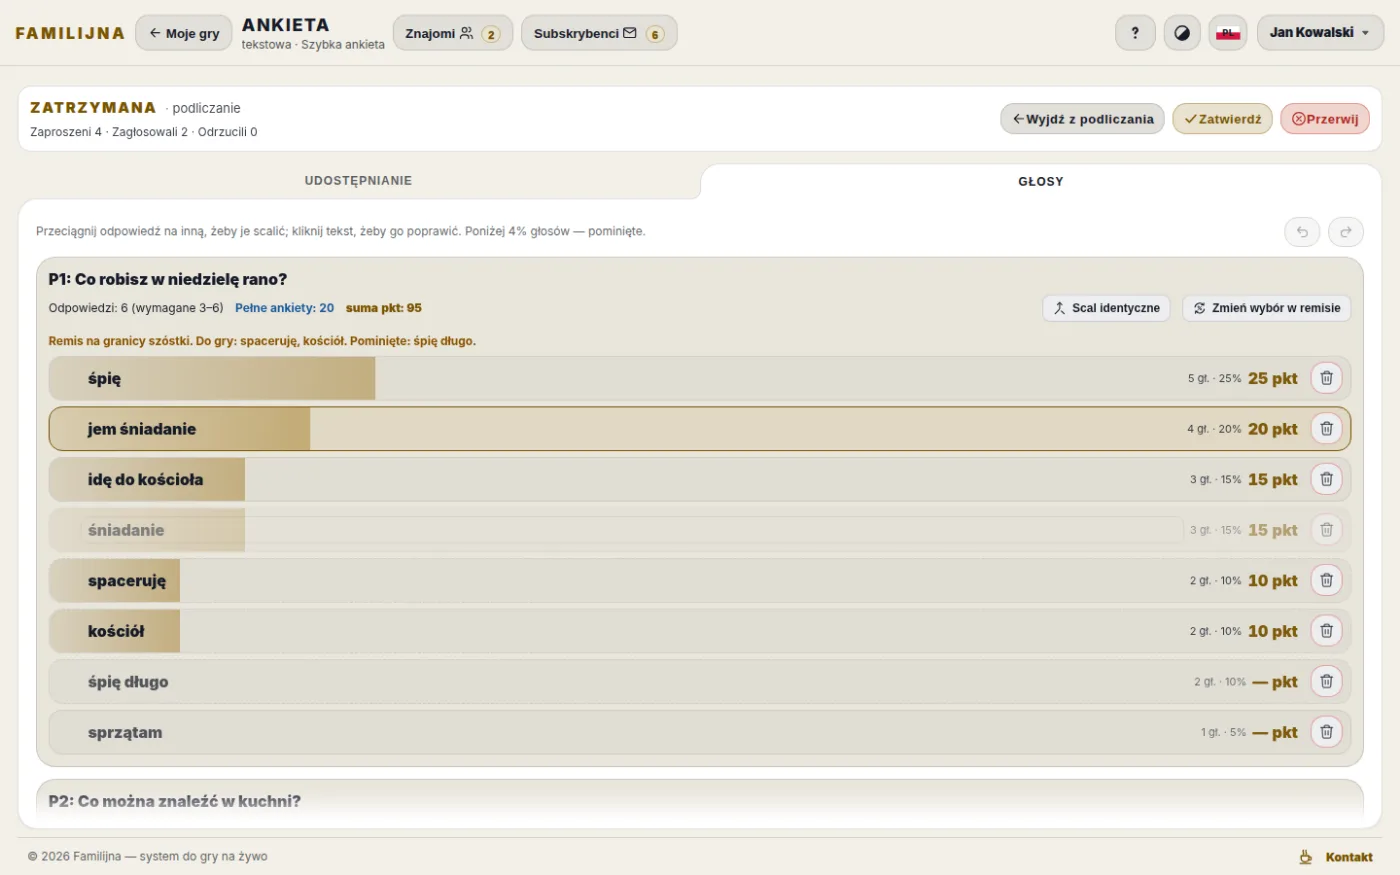 FAMILIJNA
← Moje gry
ANKIETA
tekstowa · Szybka ankieta
Znajomi 2
Subskrybenci 6
?
PL
Jan Kowalski
ZATRZYMANA · podliczanie
Zaproszeni 4 · Zagłosowali 2 · Odrzucili 0
←Wyjdź z podliczania
Zatwierdź
Przerwij
UDOSTĘPNIANIE
GŁOSY
Przeciągnij odpowiedź na inną, żeby je scalić; kliknij tekst, żeby go poprawić. Poniżej 4% głosów — pominięte.
P1: Co robisz w niedzielę rano?
Odpowiedzi: 6 (wymagane 3–6) Pełne ankiety: 20 suma pkt: 95
Scal identyczne
Zmień wybór w remisie
Remis na granicy szóstki. Do gry: spaceruję, kościół. Pominięte: śpię długo.
śpię 5 gł. · 25% 25 pkt
jem śniadanie 4 gł. · 20% 20 pkt
idę do kościoła 3 gł. · 15% 15 pkt
śniadanie 3 gł. · 15% 15 pkt
spaceruję 2 gł. · 10% 10 pkt
kościół 2 gł. · 10% 10 pkt
śpię długo 2 gł. · 10% — pkt
sprzątam 1 gł. · 5% — pkt
P2: Co można znaleźć w kuchni?
© 2026 Familijna — system do gry na żywo
Kontakt